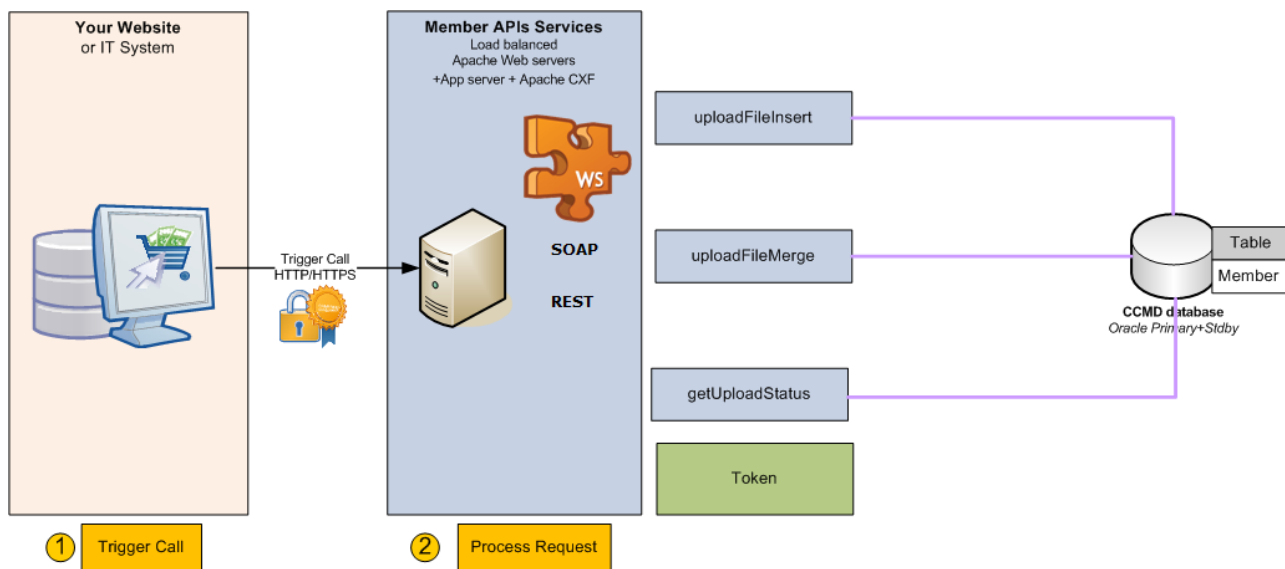 Your Website
or IT System
Member APIs Services
Load balanced
Apache Web servers
+App server + Apache CXF
WS
SOAP
REST
Trigger Call
HTTP/HTTPS
uploadFileInsert
uploadFileMerge
getUploadStatus
Token
Table
Member
CCMD database
Oracle Primary+Stdby
1 Trigger Call
2 Process Request